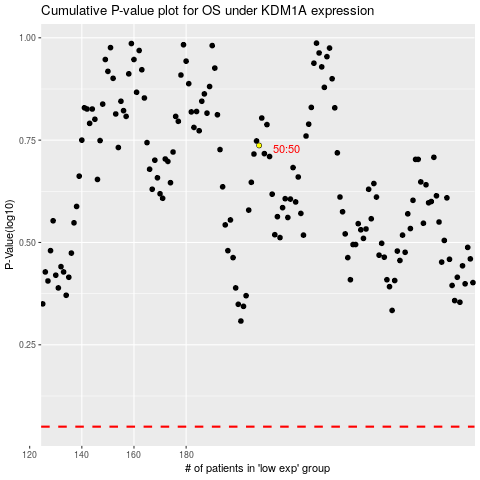 Cumulative P-value plot for OS under KDM1A expression
P-Value(log10)
1.00
0.75
0.50
0.25
50:50
120 140 160 180
# of patients in 'low exp' group